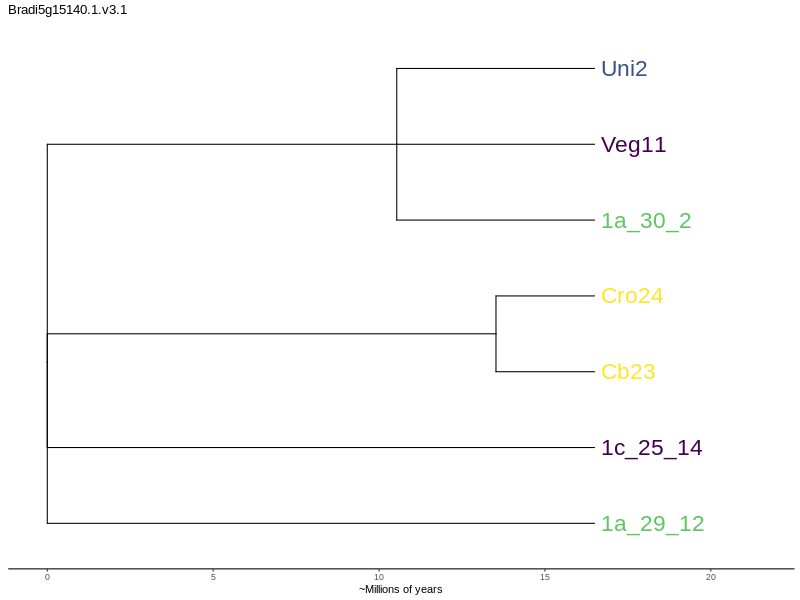 Bradi5g15140.1.v3.1
Uni2
Veg11
1a_30_2
Cro24
Cb23
1c_25_14
1a_29_12
0 5 10 15 20
~Millions of years